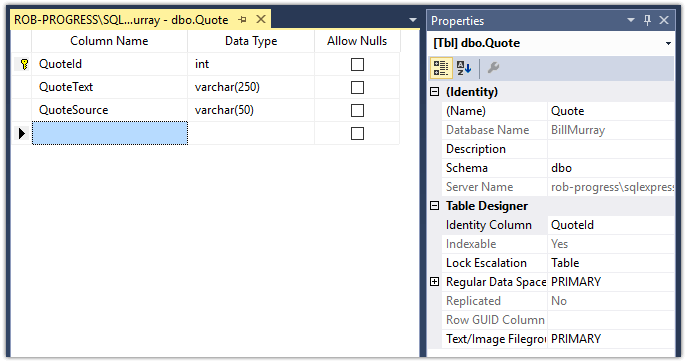 ROB-PROGRESS\SQL...urray - dbo.Quote
Column Name Data Type Allow Nulls
QuoteId int
QuoteText varchar(250)
QuoteSource varchar(50)
Properties
[Tbl] dbo.Quote
(Identity)
(Name) Quote
Database Name BillMurray
Description
Schema dbo
Server Name rob-progress\sqlexpress
Table Designer
Identity Column QuoteId
Indexable Yes
Lock Escalation Table
Regular Data Space PRIMARY
Replicated No
Row GUID Column
Text/Image Filegrou PRIMARY